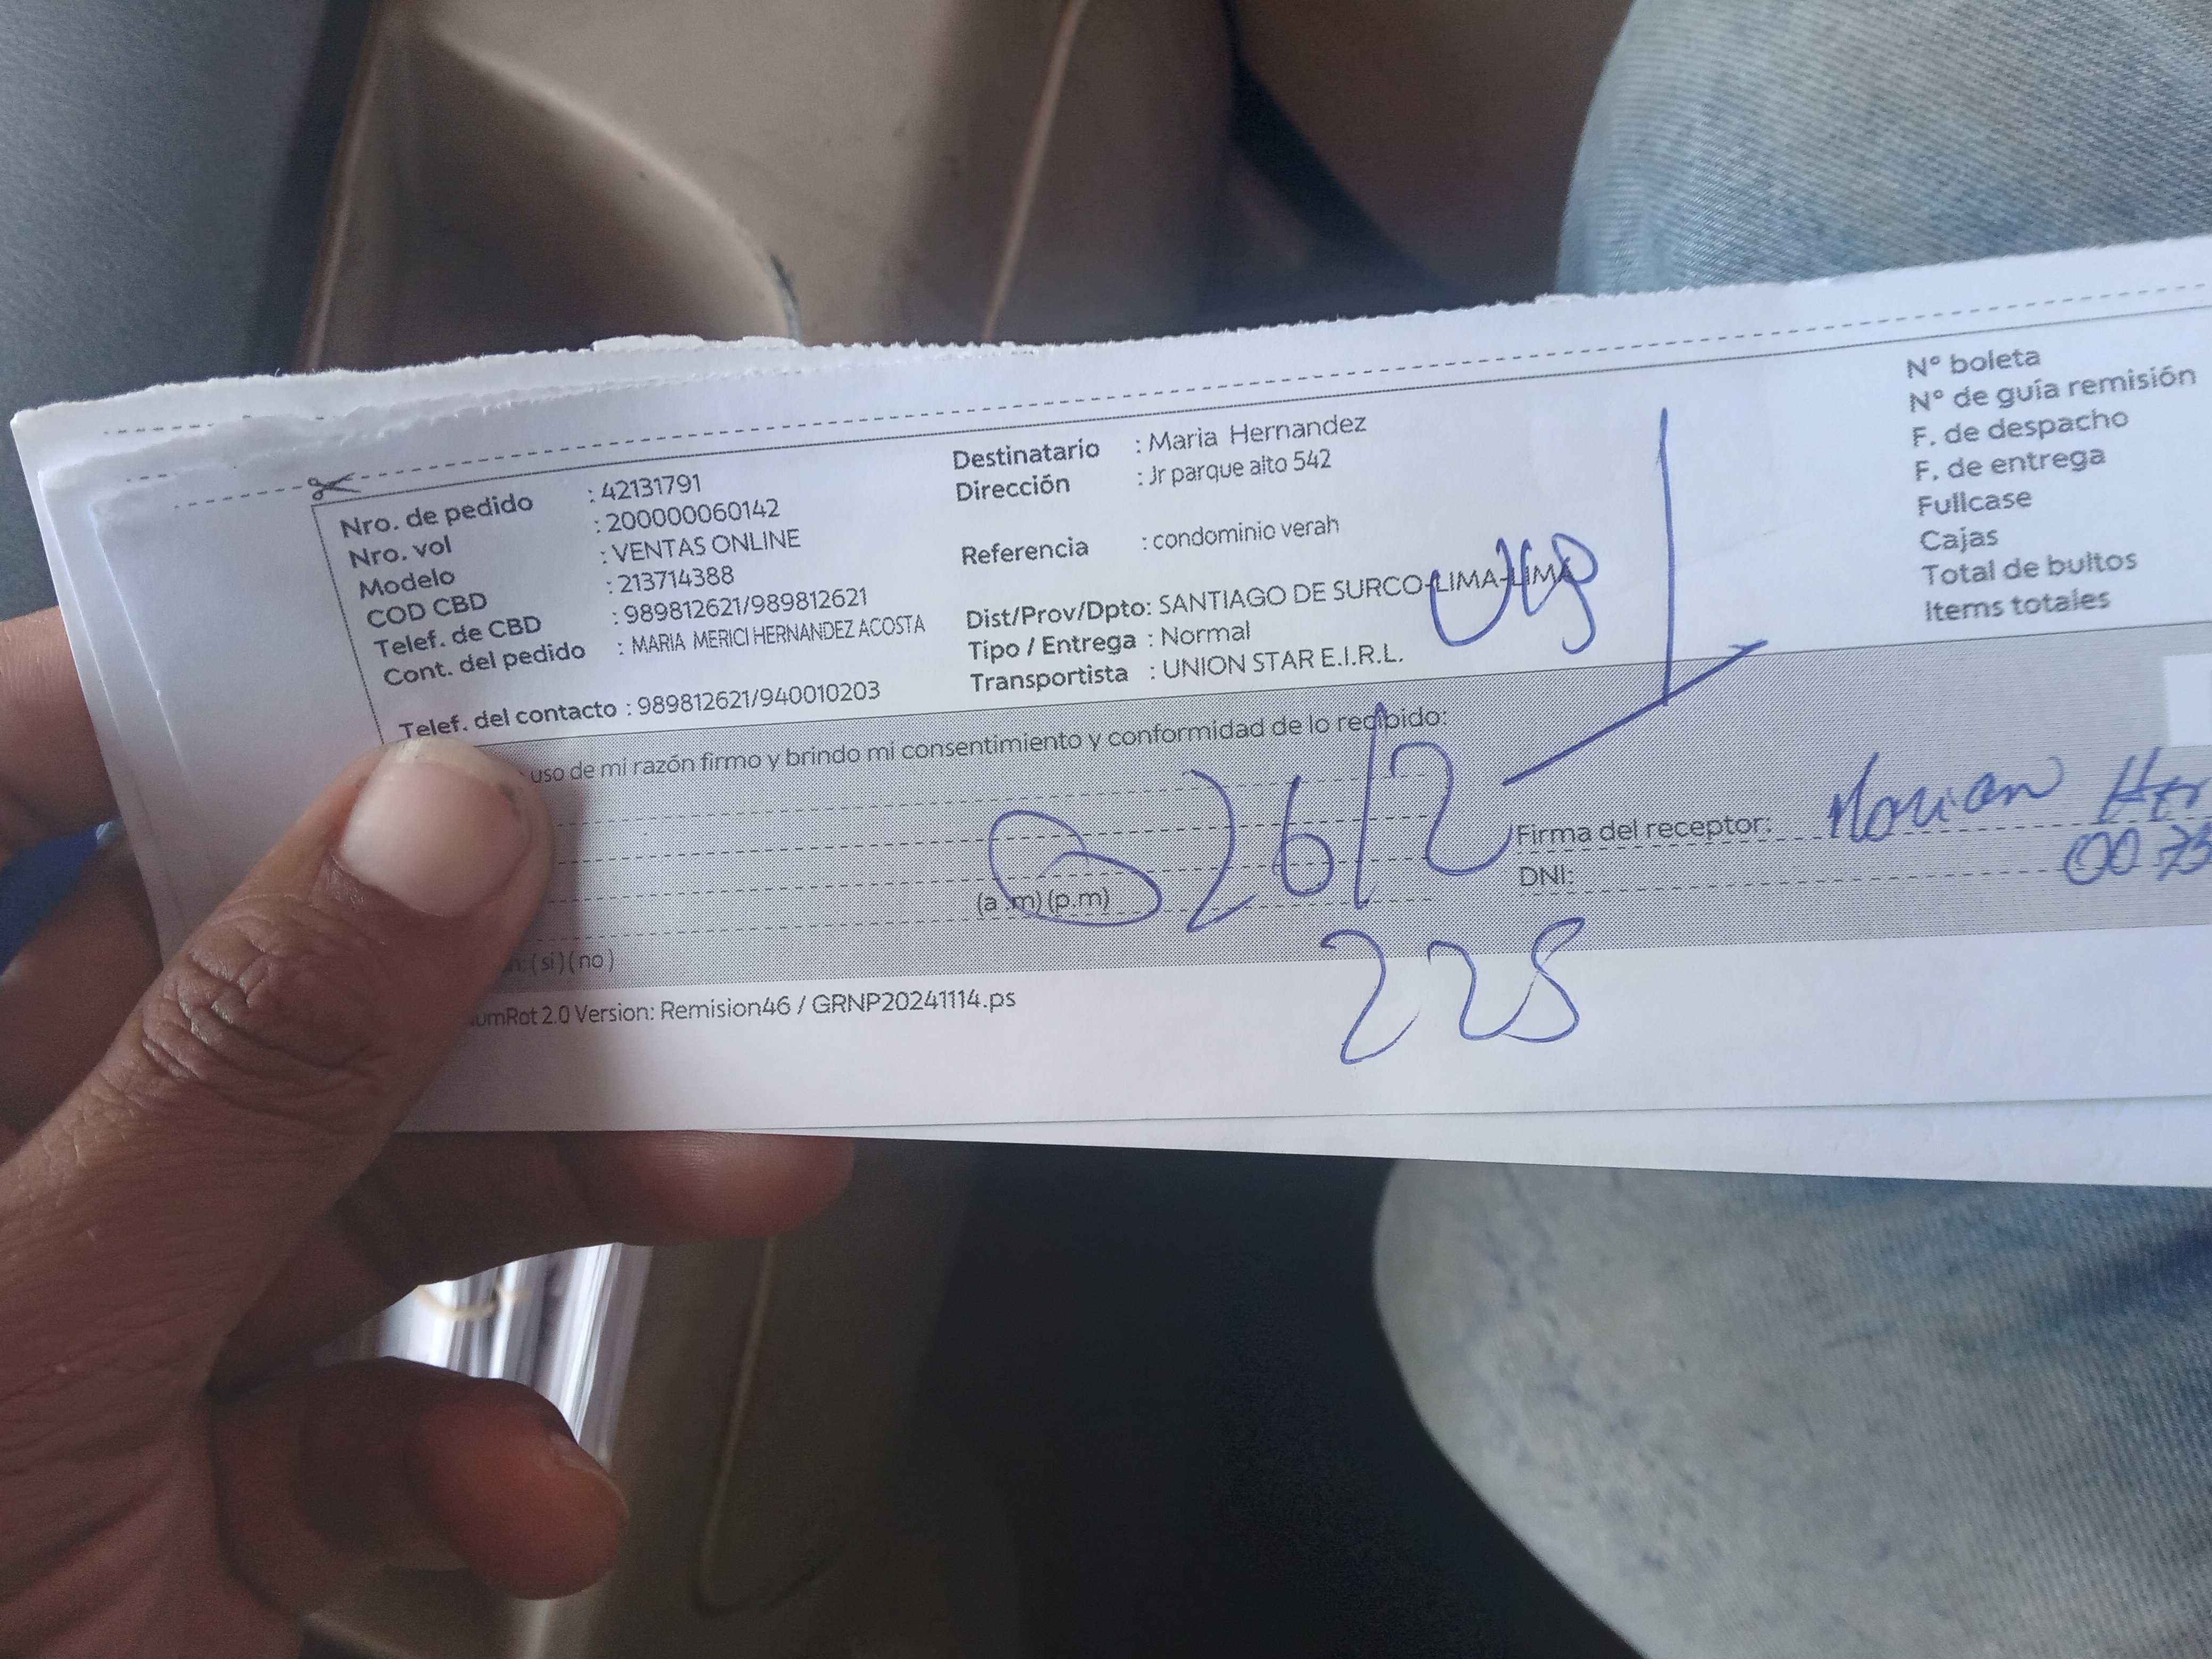 Nro. de pedido : 42131791
Nro. vol : 200000060142
Modelo : VENTAS ONLINE
COD CBD : 213714388
Telef. de CBD : 989812621/989812621
Cont. del pedido : MARIA MERICI HERNANDEZ ACOSTA
Telef. del contacto : 989812621/940010203
Destinatario : Maria Hernandez
Dirección : Jr parque alto 542
Referencia : condominio verah
Dist/Prov/Dpto: SANTIAGO DE SURCO-LIMA-LIMA
Tipo / Entrega : Normal
Transportista : UNION STAR E.I.R.L.
N° boleta
N° de guía remisión
F. de despacho
F. de entrega
Fullcase
Cajas
Total de bultos
Items totales
uso de mi razón firmo y brindo mi consentimiento y conformidad de lo recibido:
26/2
Firma del receptor:
DNI: 0073
(a.m)(p.m)
(si)(no)
225
2.0 Version: Remision46 / GRNP20241114.ps